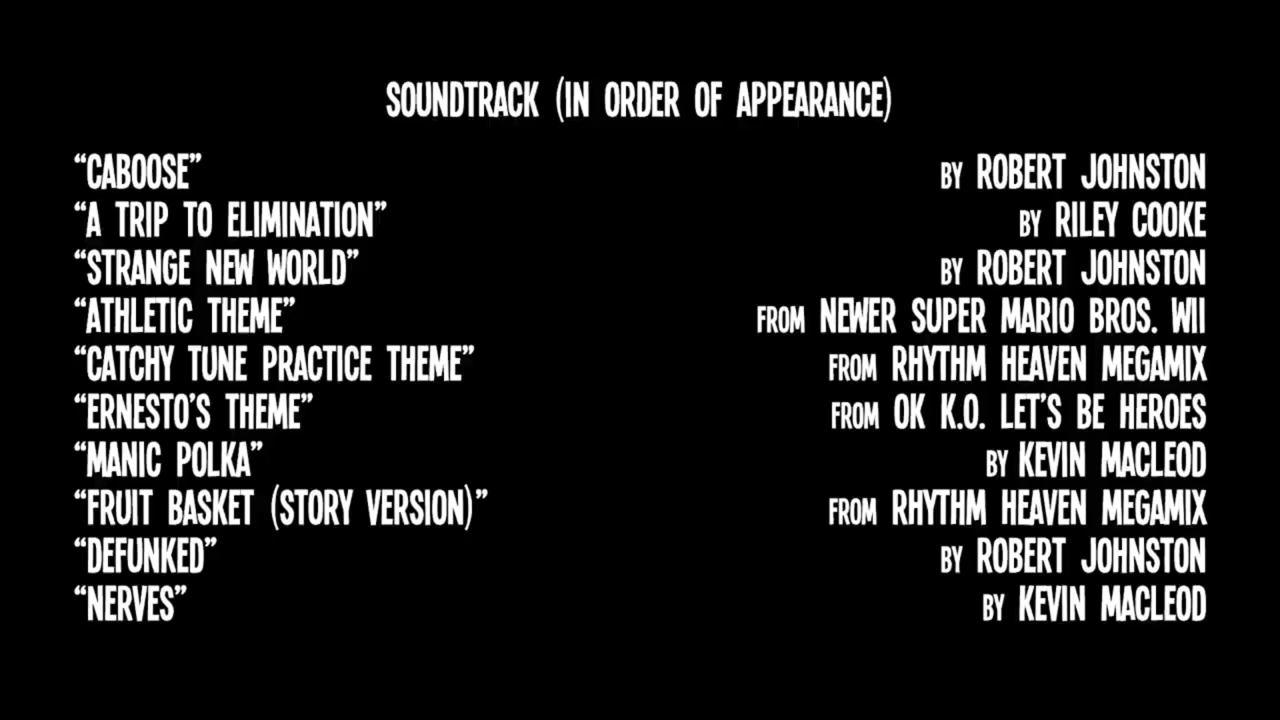 SOUNDTRACK (IN ORDER OF APPEARANCE)
“CABOOSE” BY ROBERT JOHNSTON
“A TRIP TO ELIMINATION” BY RILEY COOKE
“STRANGE NEW WORLD” BY ROBERT JOHNSTON
“ATHLETIC THEME” FROM NEWER SUPER MARIO BROS. WII
“CATCHY TUNE PRACTICE THEME” FROM RHYTHM HEAVEN MEGAMIX
“ERNESTO’S THEME” FROM OK K.O. LET’S BE HEROES
“MANIC POLKA” BY KEVIN MACLEOD
“FRUIT BASKET (STORY VERSION)” FROM RHYTHM HEAVEN MEGAMIX
“DEFUNKED” BY ROBERT JOHNSTON
“NERVES” BY KEVIN MACLEOD